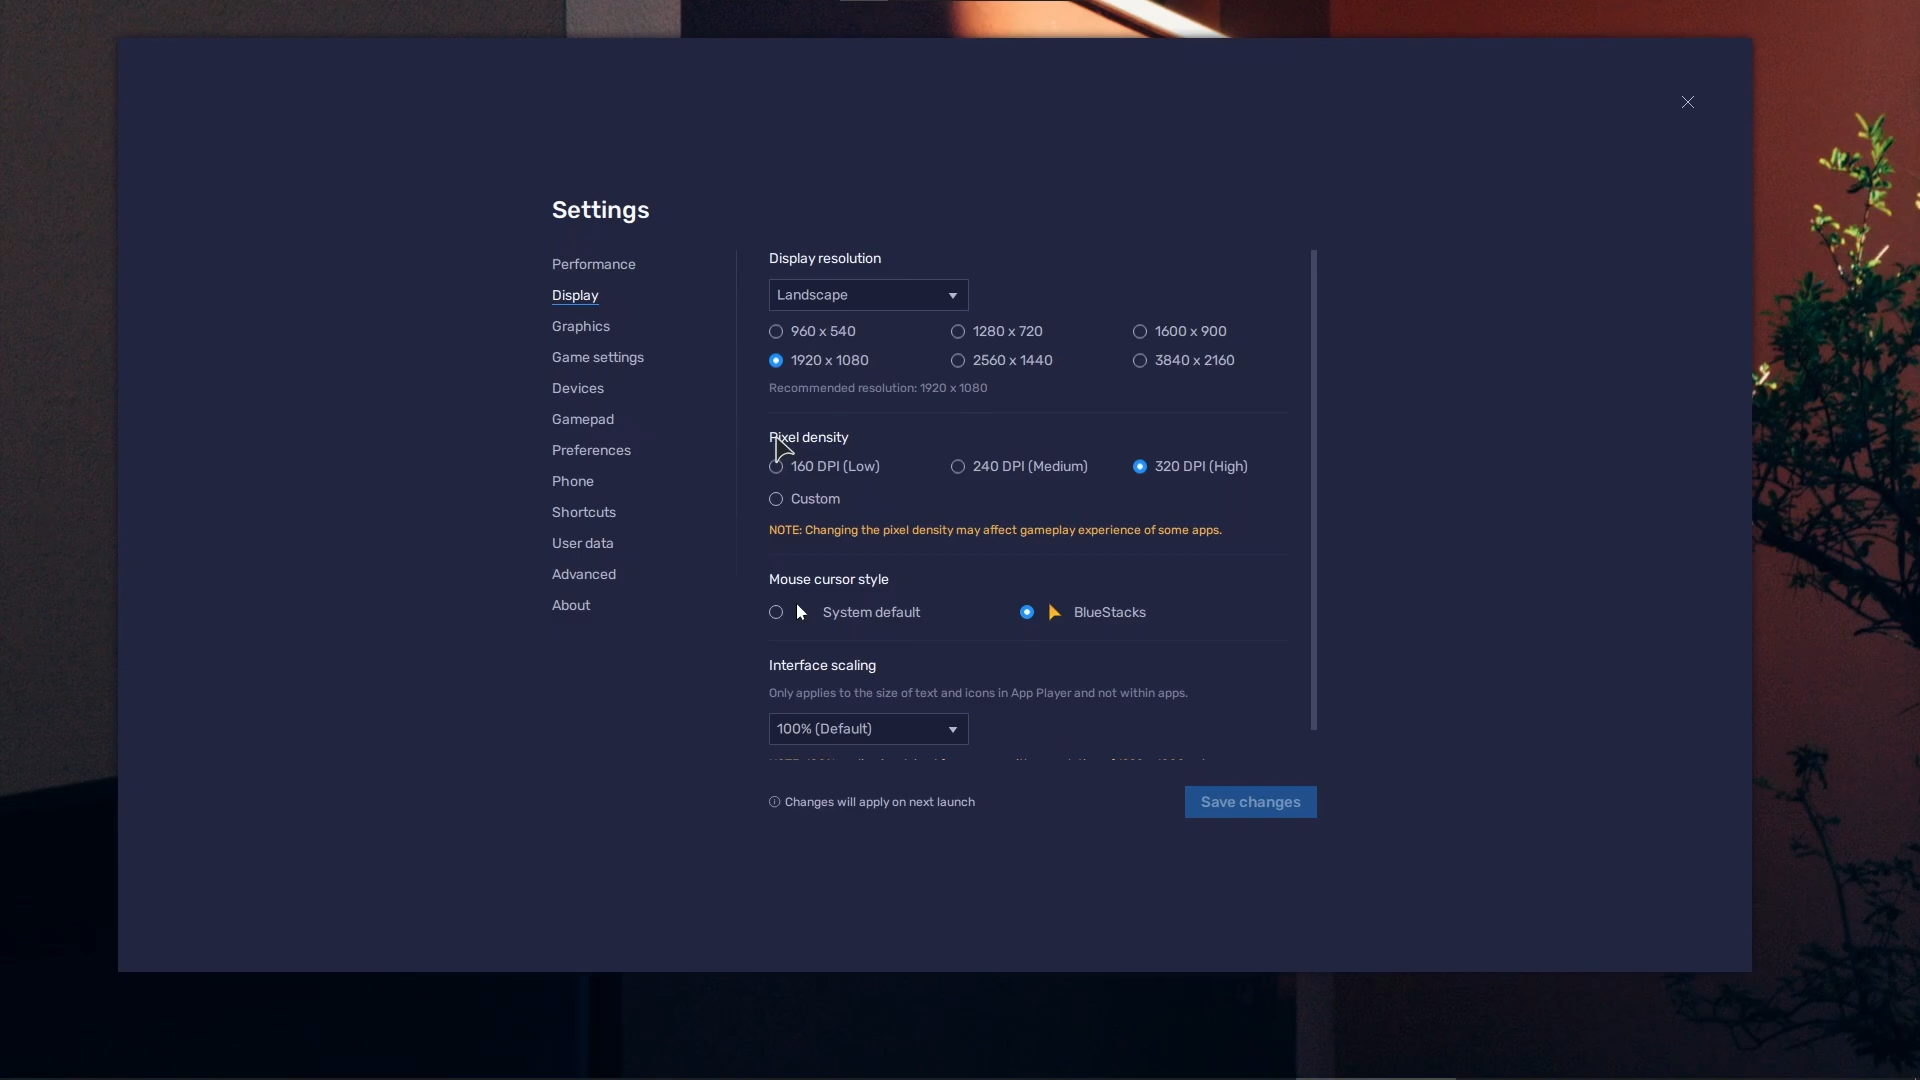 Settings
Performance
Display
Graphics
Game settings
Devices
Gamepad
Preferences
Phone
Shortcuts
User data
Advanced
About
Display resolution
Landscape
960 x 540
1280 x 720
1600 x 900
1920 x 1080
2560 x 1440
3840 x 2160
Recommended resolution: 1920 x 1080
Pixel density
160 DPI (Low)
240 DPI (Medium)
320 DPI (High)
Custom
NOTE: Changing the pixel density may affect gameplay experience of some apps.
Mouse cursor style
System default
BlueStacks
Interface scaling
Only applies to the size of text and icons in App Player and not within apps.
100% (Default)
Changes will apply on next launch
Save changes